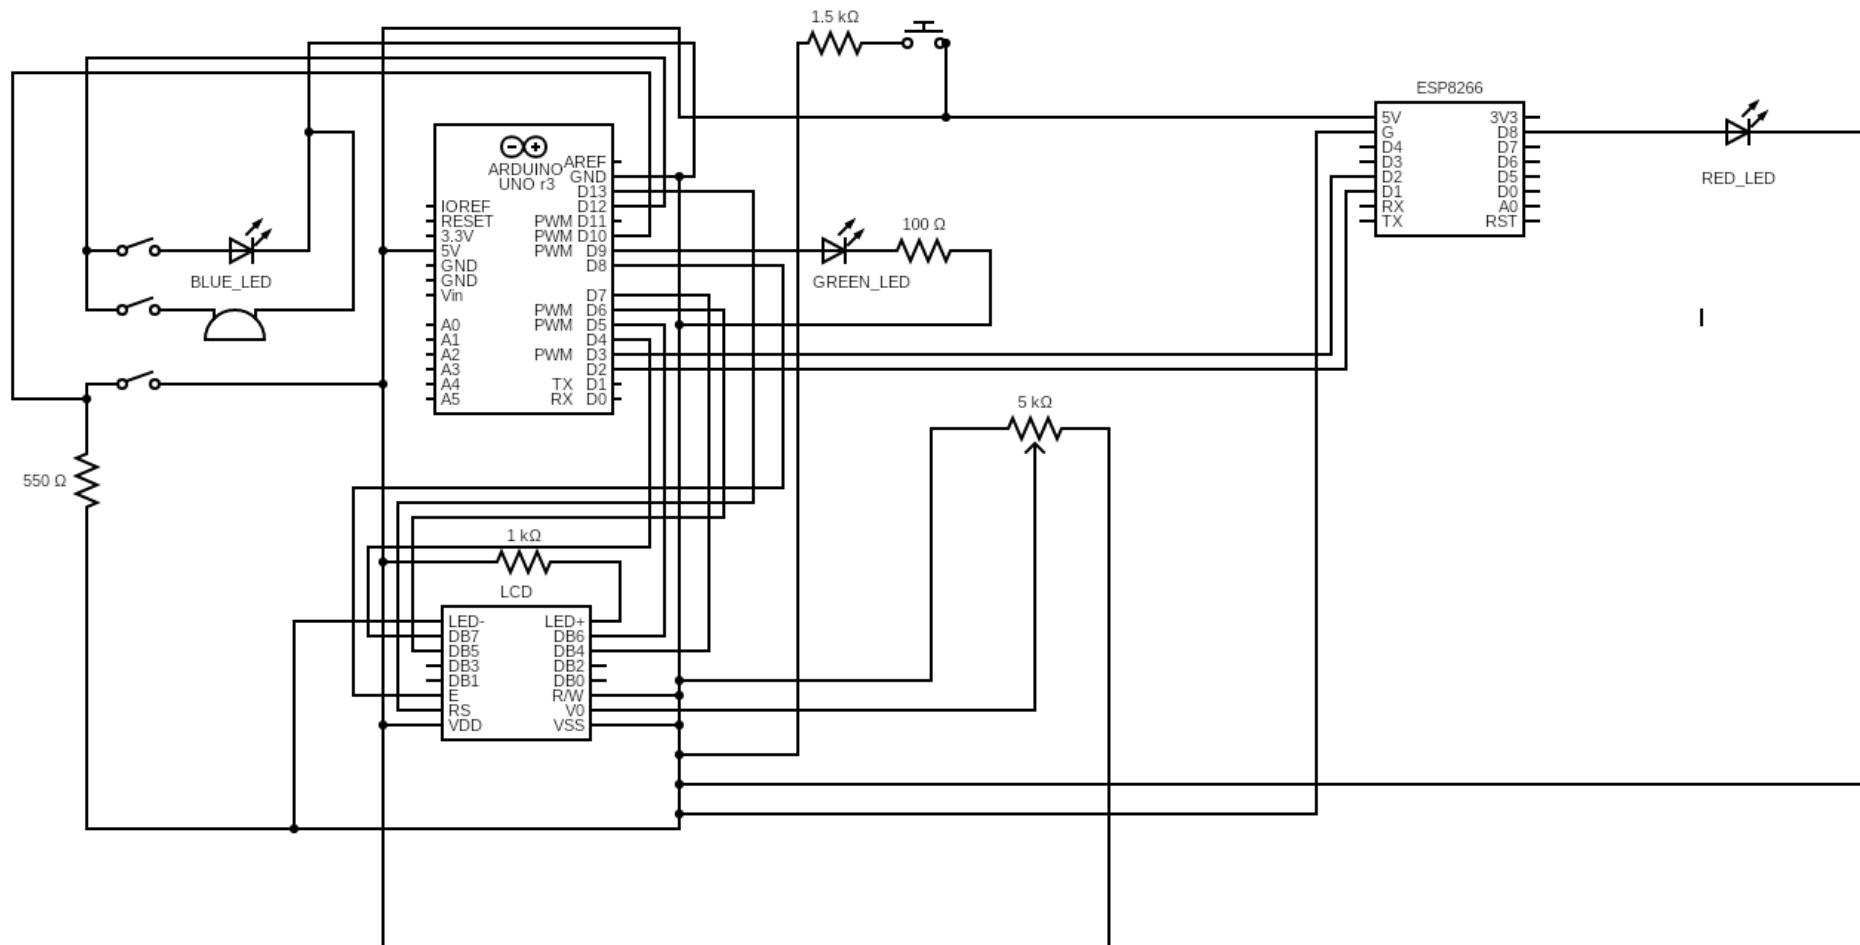 1.5 kΩ
ESP8266
5V 3V3
G D8
D4 D7
D3 D6
D2 D5
D1 D0
RX A0
TX RST
RED_LED
ARDUINO
UNO r3
AREF
GND
D13
IOREF D12
RESET PWM D11
3.3V PWM D10
5V PWM D9
GND D8
GND
Vin D7
PWM D6
A0 PWM D5
A1 D4
A2 PWM D3
A3 D2
A4 TX D1
A5 RX D0
BLUE_LED
100 Ω
GREEN_LED
5 kΩ
550 Ω
1 kΩ
LCD
LED- LED+
DB7 DB6
DB5 DB4
DB3 DB2
DB1 DB0
E R/W
RS V0
VDD VSS